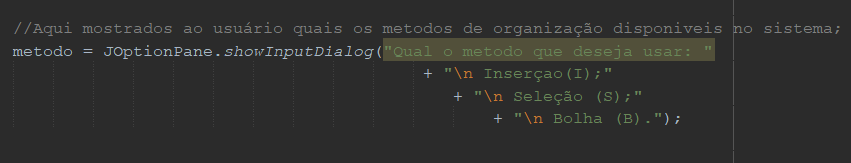 //Aqui mostrados ao usuário quais os metodos de organização disponiveis no sistema;
metodo = JOptionPane.showInputDialog("Qual o metodo que deseja usar: "
+ "\n Inserçao(I);"
+ "\n Seleção (S);"
+ "\n Bolha (B).");